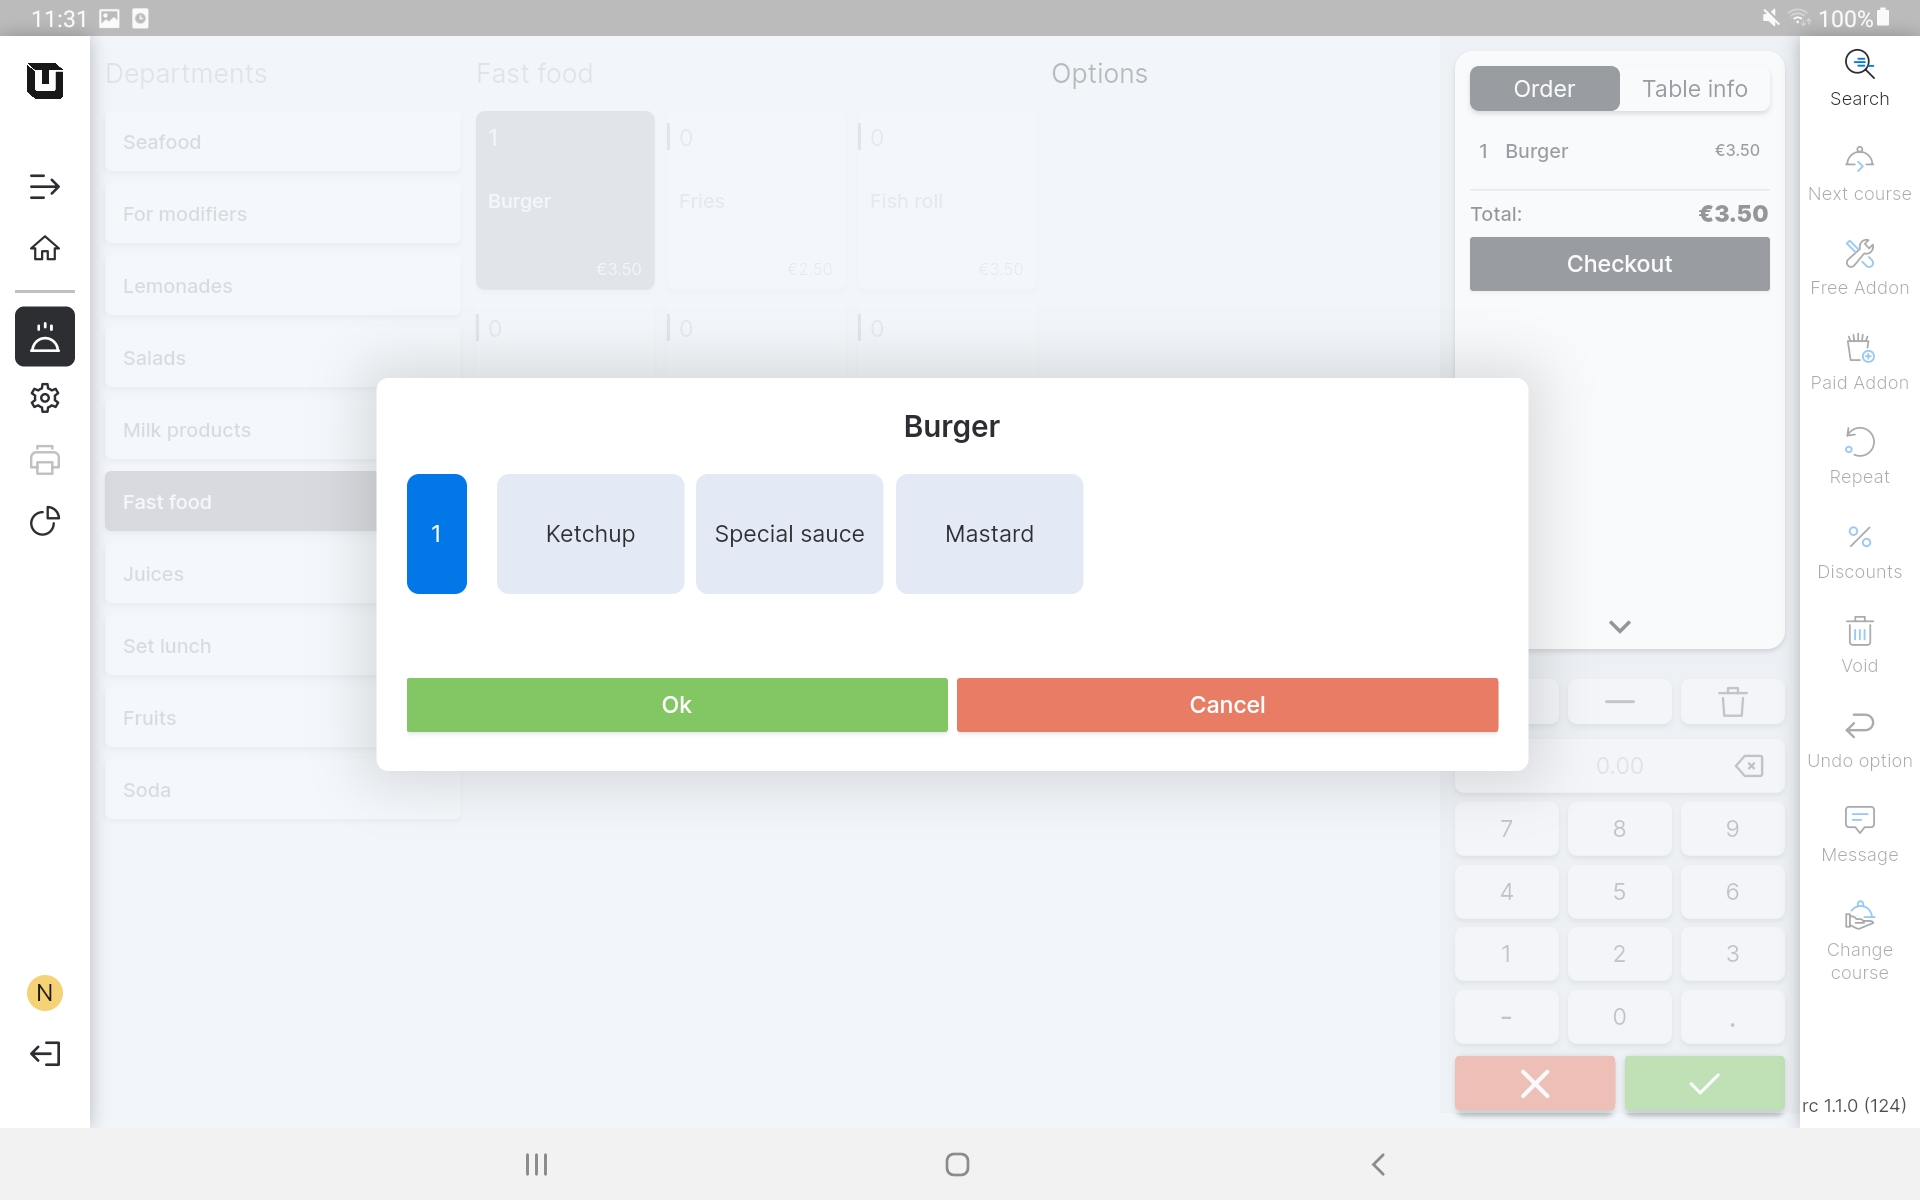 11:31
100%
Departments
Fast food
Options
Seafood
For modifiers
Lemonades
Salads
Milk products
Fast food
Juices
Set lunch
Fruits
Soda
1
Burger
€3.50
0
Fries
€2.50
0
Fish roll
€3.50
0
0
0
Burger
1
Ketchup
Special sauce
Mastard
Ok
Cancel
Order
Table info
1 Burger €3.50
Total: €3.50
Checkout
0.00
7 8 9
4 5 6
1 2 3
- 0 .
Search
Next course
Free Addon
Paid Addon
Repeat
Discounts
Void
Undo option
Message
Change
course
rc 1.1.0 (124)
N